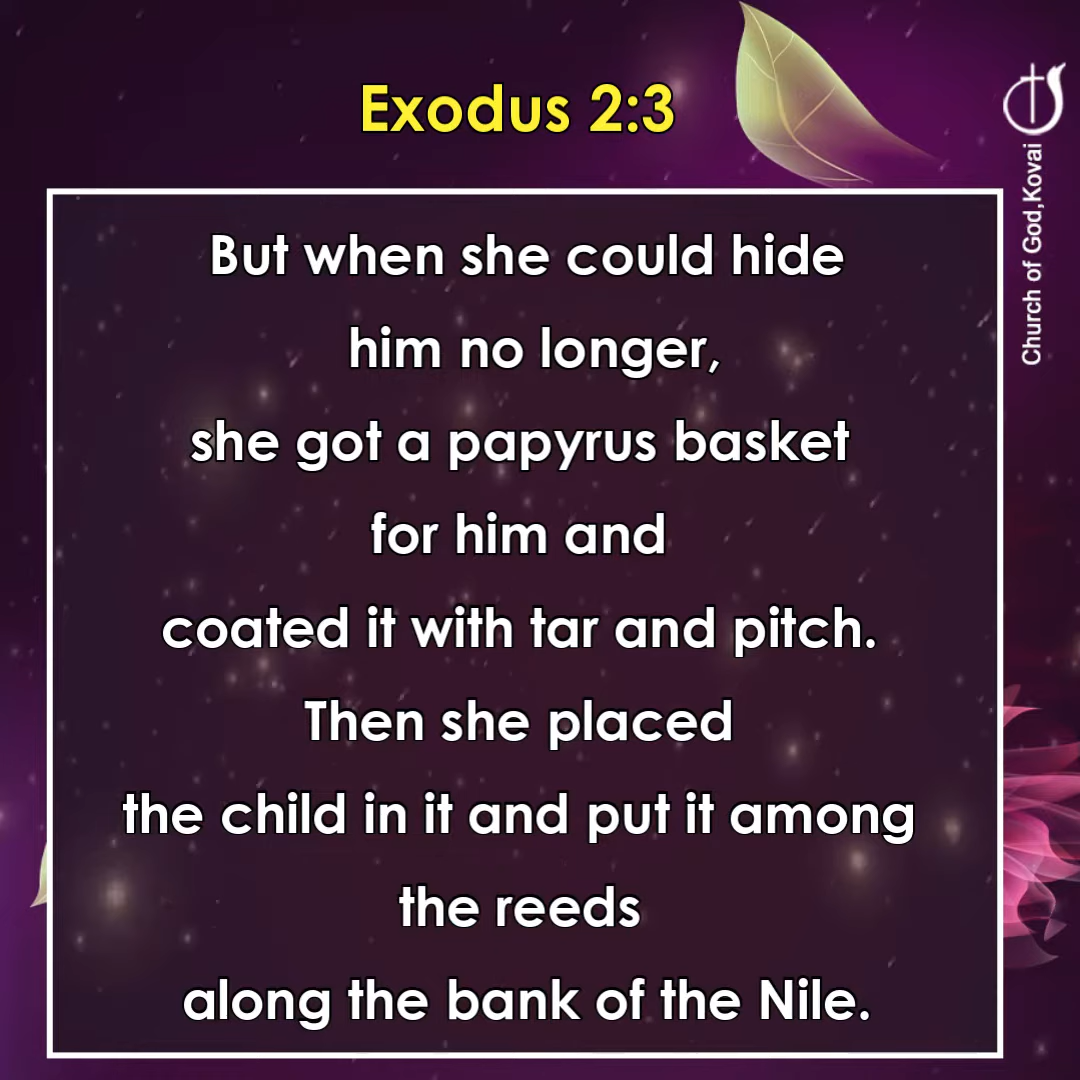 Exodus 2:3
Church of God,Kovai
But when she could hide
him no longer,
she got a papyrus basket
for him and
coated it with tar and pitch.
Then she placed
the child in it and put it among
the reeds
along the bank of the Nile.